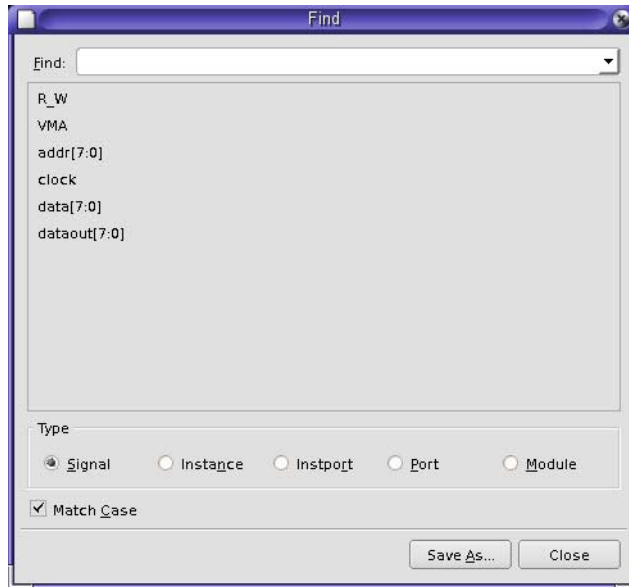 Find
Find:
R_W
VMA
addr[7:0]
clock
data[7:0]
dataout[7:0]
Type
Signal Instance Instport Port Module
Match Case
Save As... Close